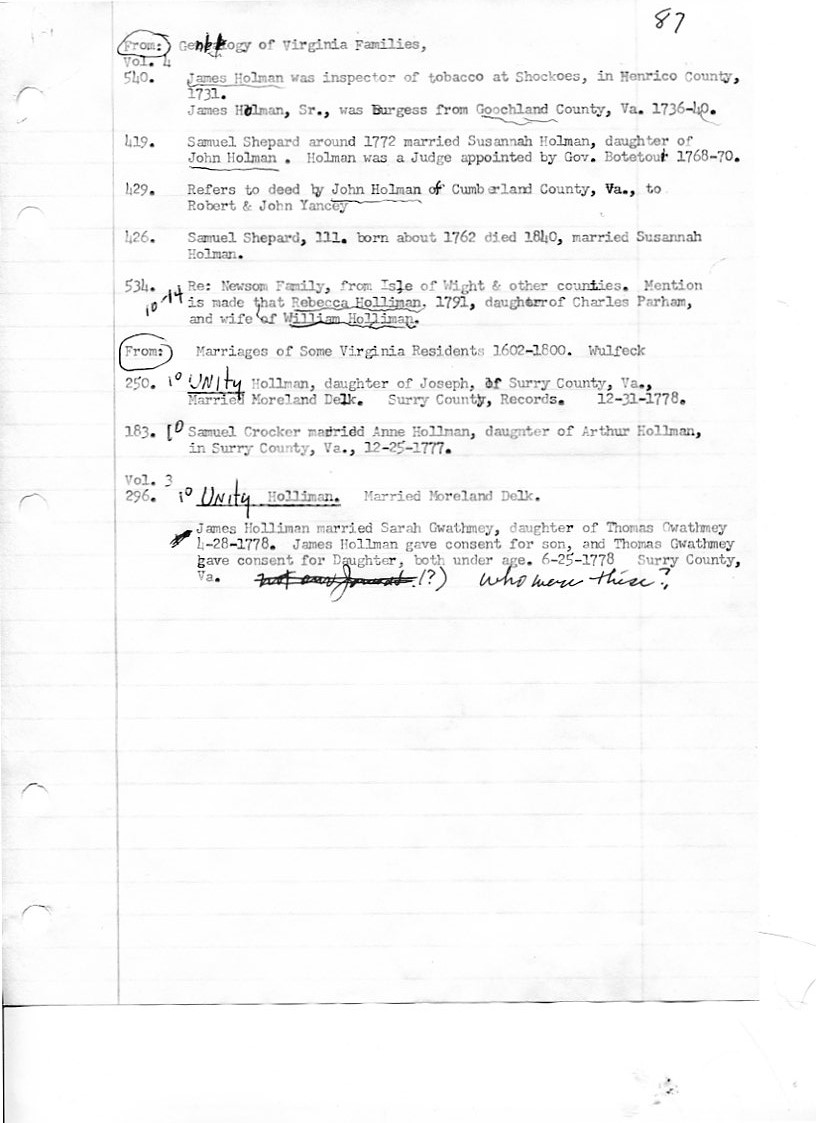 87
From: Genealogy of Virginia Families,
Vol. 4
540. James Holman was inspector of tobacco at Shockoes, in Henrico County,
1731.
James Holman, Sr., was Burgess from Goochland County, Va. 1736-40.
419. Samuel Shepard around 1772 married Susannah Holman, daughter of
John Holman . Holman was a Judge appointed by Gov. Botetour 1768-70.
429. Refers to deed by John Holman of Cumberland County, Va., to
Robert & John Yancey
426. Samuel Shepard, 111. born about 1762 died 1840, married Susannah
Holman.
534. Re: Newsom Family, from Isle of Wight & other counties. Mention
10-14 is made that Rebecca Holliman, 1791, daughter of Charles Parham,
and wife of William Holliman.
From: Marriages of Some Virginia Residents 1602-1800. Wulfeck
250. 10 UNity Hollman, daughter of Joseph, of Surry County, Va.,
Married Moreland Delk. Surry County, Records. 12-31-1778.
183. 10 Samuel Crocker married Anne Hollman, daugnter of Arthur Hollman,
in Surry County, Va., 12-25-1777.
Vol. 3
296. 10 UNity Holliman. Married Moreland Delk.
James Holliman married Sarah Gwathmey, daughter of Thomas Gwathmey
4-28-1778. James Hollman gave consent for son, and Thomas Gwathmey
gave consent for Daughter, both under age. 6-25-1778 Surry County,
Va. (?) who were these?